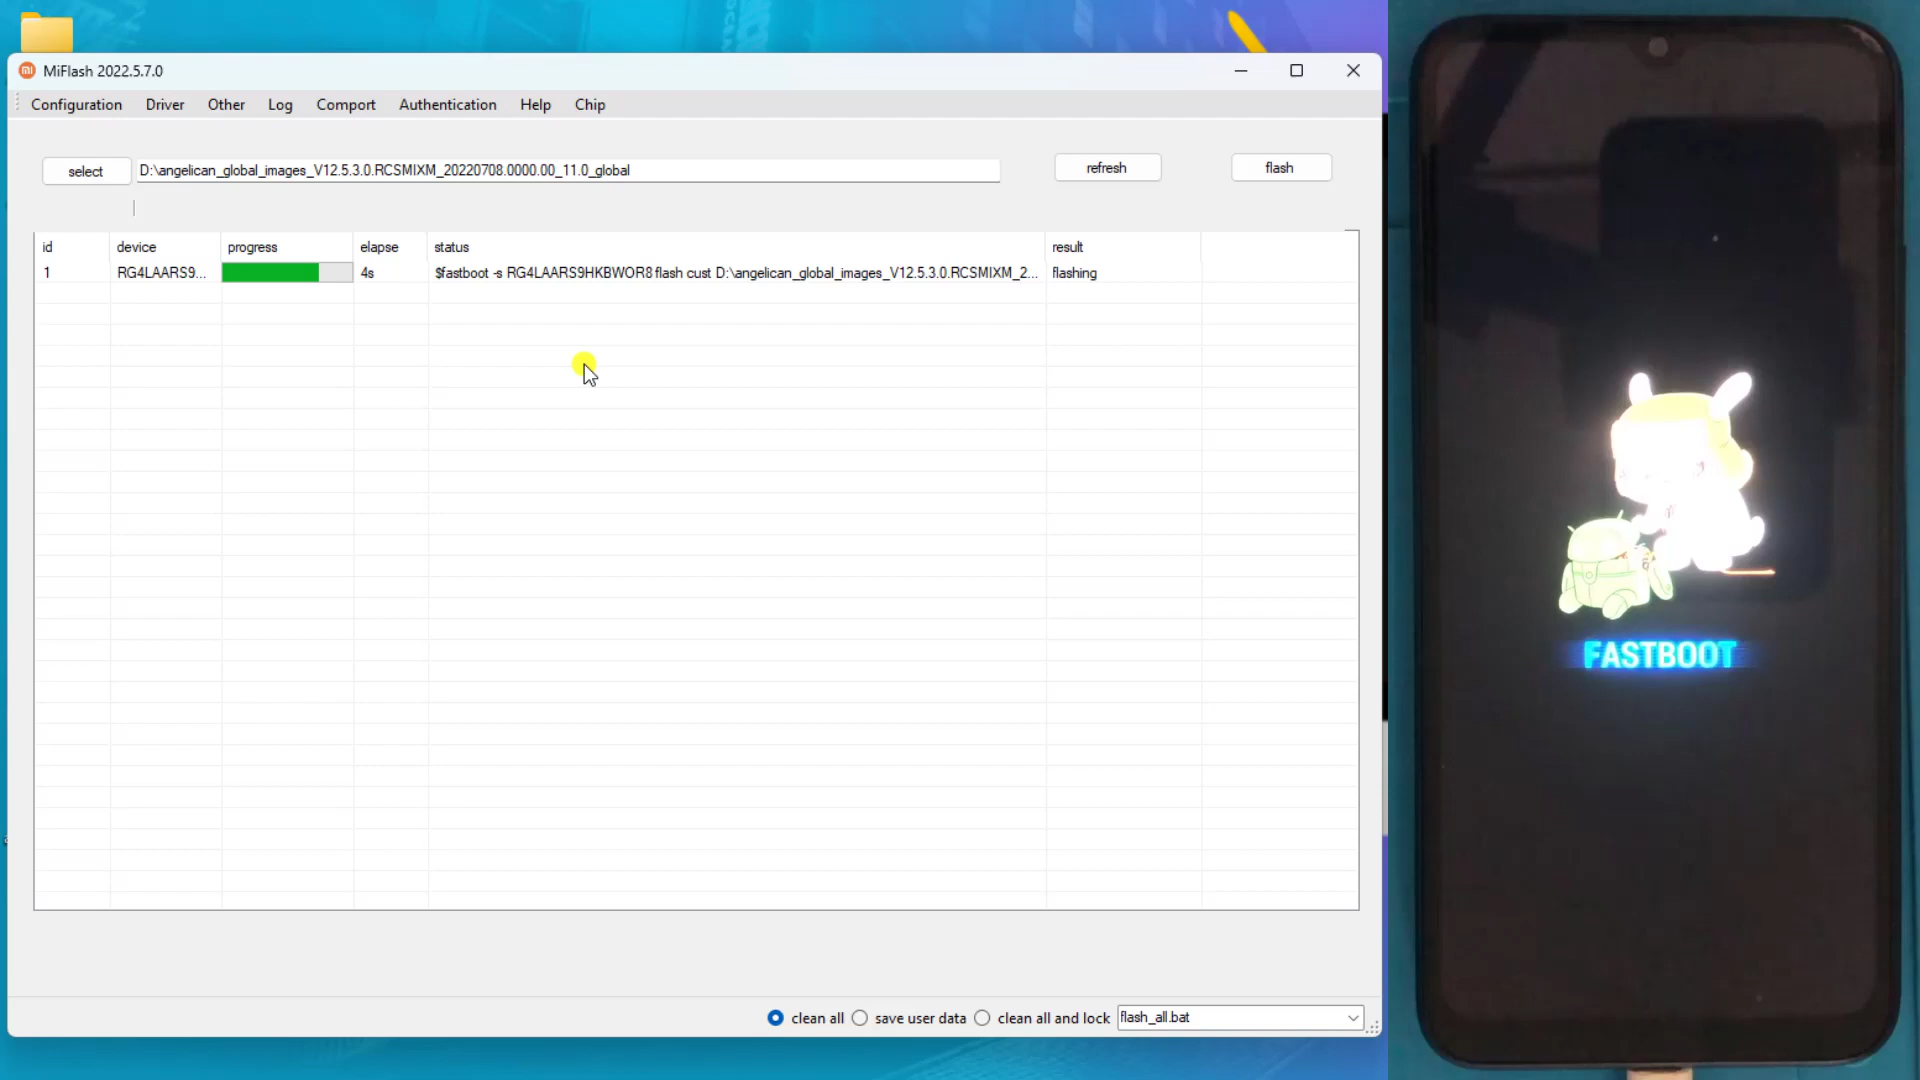 MiFlash 2022.5.7.0
Configuration Driver Other Log Comport Authentication Help Chip
select D:\angelican_global_images_V12.5.3.0.RCSMIXM_20220708.0000.00_11.0_global refresh flash
id device progress elapse status result
1 RG4LAARS9... 4s $fastboot -s RG4LAARS9HKBWOR8 flash cust D:\angelican_global_images_V12.5.3.0.RCSMIXM_2... flashing
FASTBOOT
clean all save user data clean all and lock flash_all.bat